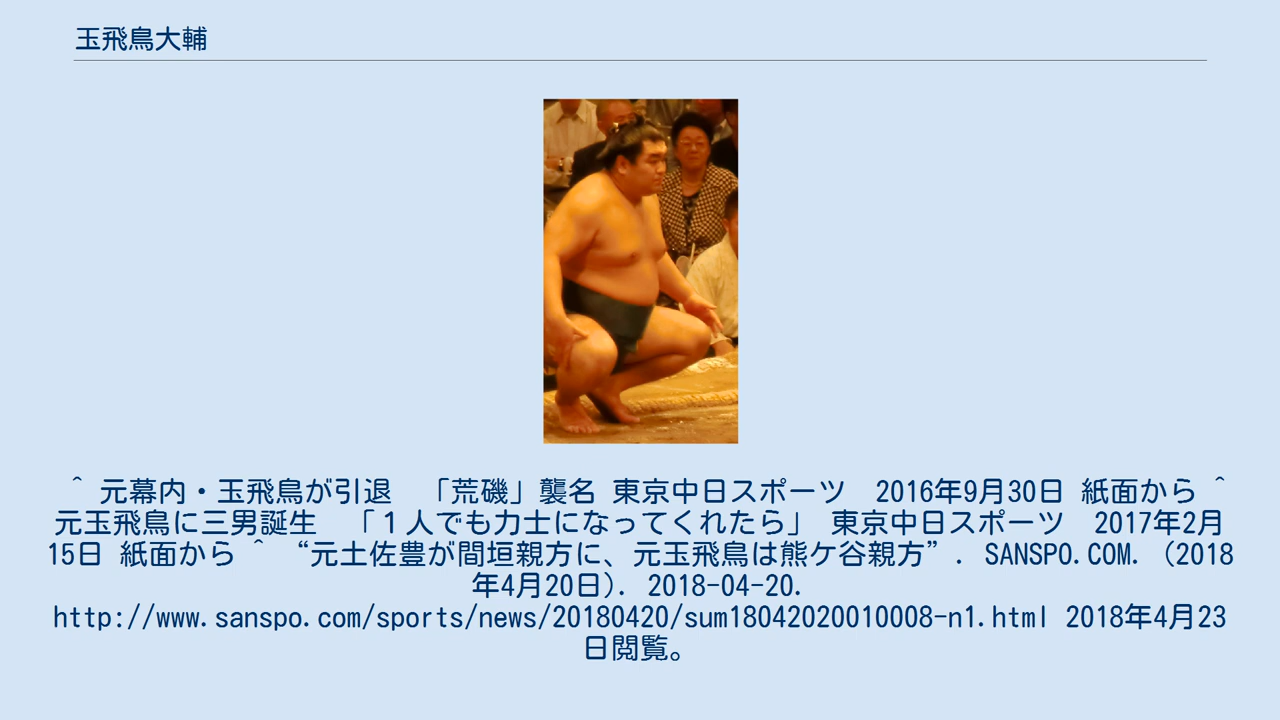 玉飛鳥大輔
^ 元幕内・玉飛鳥が引退　「荒磯」襲名 東京中日スポーツ　2016年9月30日 紙面から ^
元玉飛鳥に三男誕生　「１人でも力士になってくれたら」 東京中日スポーツ　2017年2月
15日 紙面から ^ “元土佐豊が間垣親方に、元玉飛鳥は熊ケ谷親方”. SANSPO.COM. (2018
年4月20日). 2018-04-20.
http://www.sanspo.com/sports/news/20180420/sum18042020010008-n1.html 2018年4月23
日閲覧。